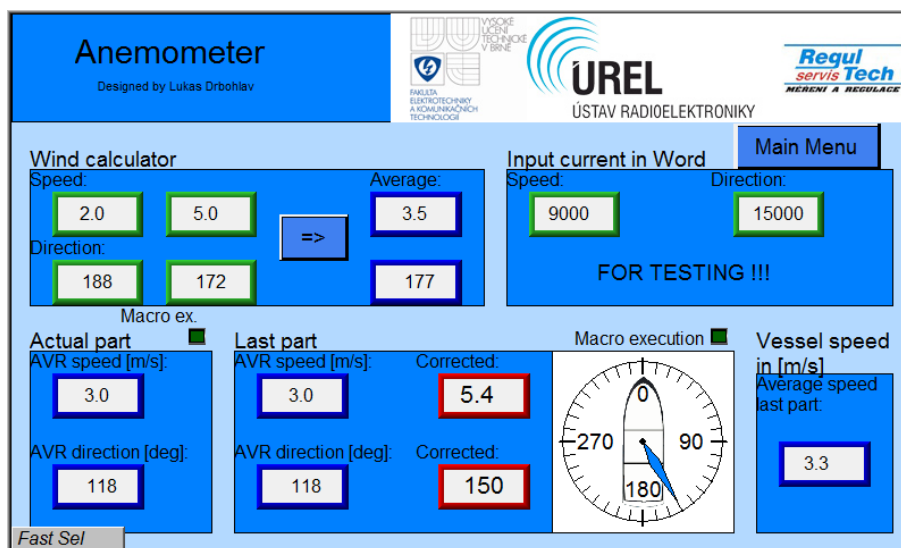 Anemometer
Designed by Lukas Drbohlav
VYSOKÉ
UČENÍ
TECHNICKÉ
V BRNĚ
FAKULTA
ELEKTROTECHNIKY
A KOMUNIKAČNÍCH
TECHNOLOGIÍ
ÚREL
ÚSTAV RADIOELEKTRONIKY
Regul
servis Tech
MĚŘENÍ A REGULACE
Main Menu
Wind calculator
Speed:
Average:
2.0 5.0 => 3.5
Direction:
188 172 177
Input current in Word
Speed: Direction:
9000 15000
FOR TESTING !!!
Macro ex.
Actual part
AVR speed [m/s]:
3.0
AVR direction [deg]:
118
Last part
Macro execution
AVR speed [m/s]: Corrected:
3.0 5.4
AVR direction [deg]: Corrected:
118 150
0
270 90
180
Vessel speed
in [m/s]
Average speed
last part:
3.3
Fast Sel